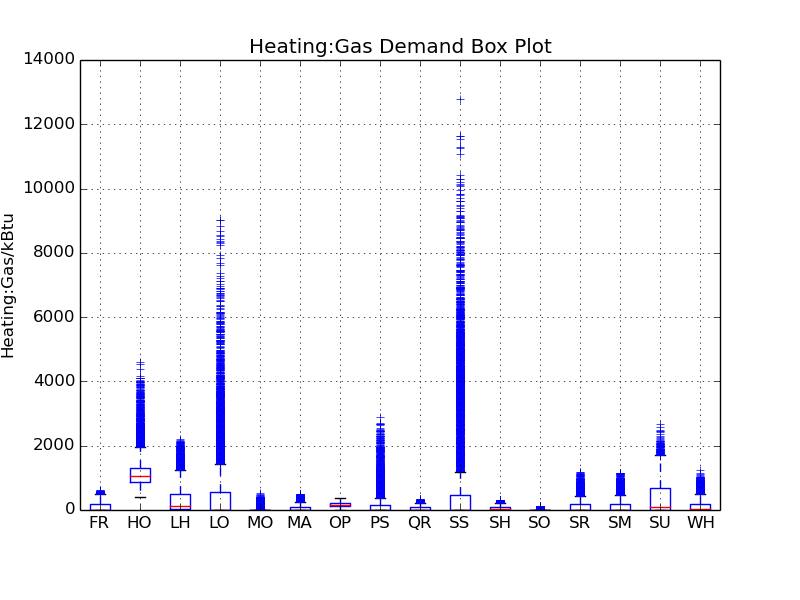 Heating:Gas Demand Box Plot
14000
12000
10000
8000
6000
4000
2000
0
Heating:Gas/kBtu
FR HO LH LO MO MA OP PS QR SS SH SO SR SM SU WH